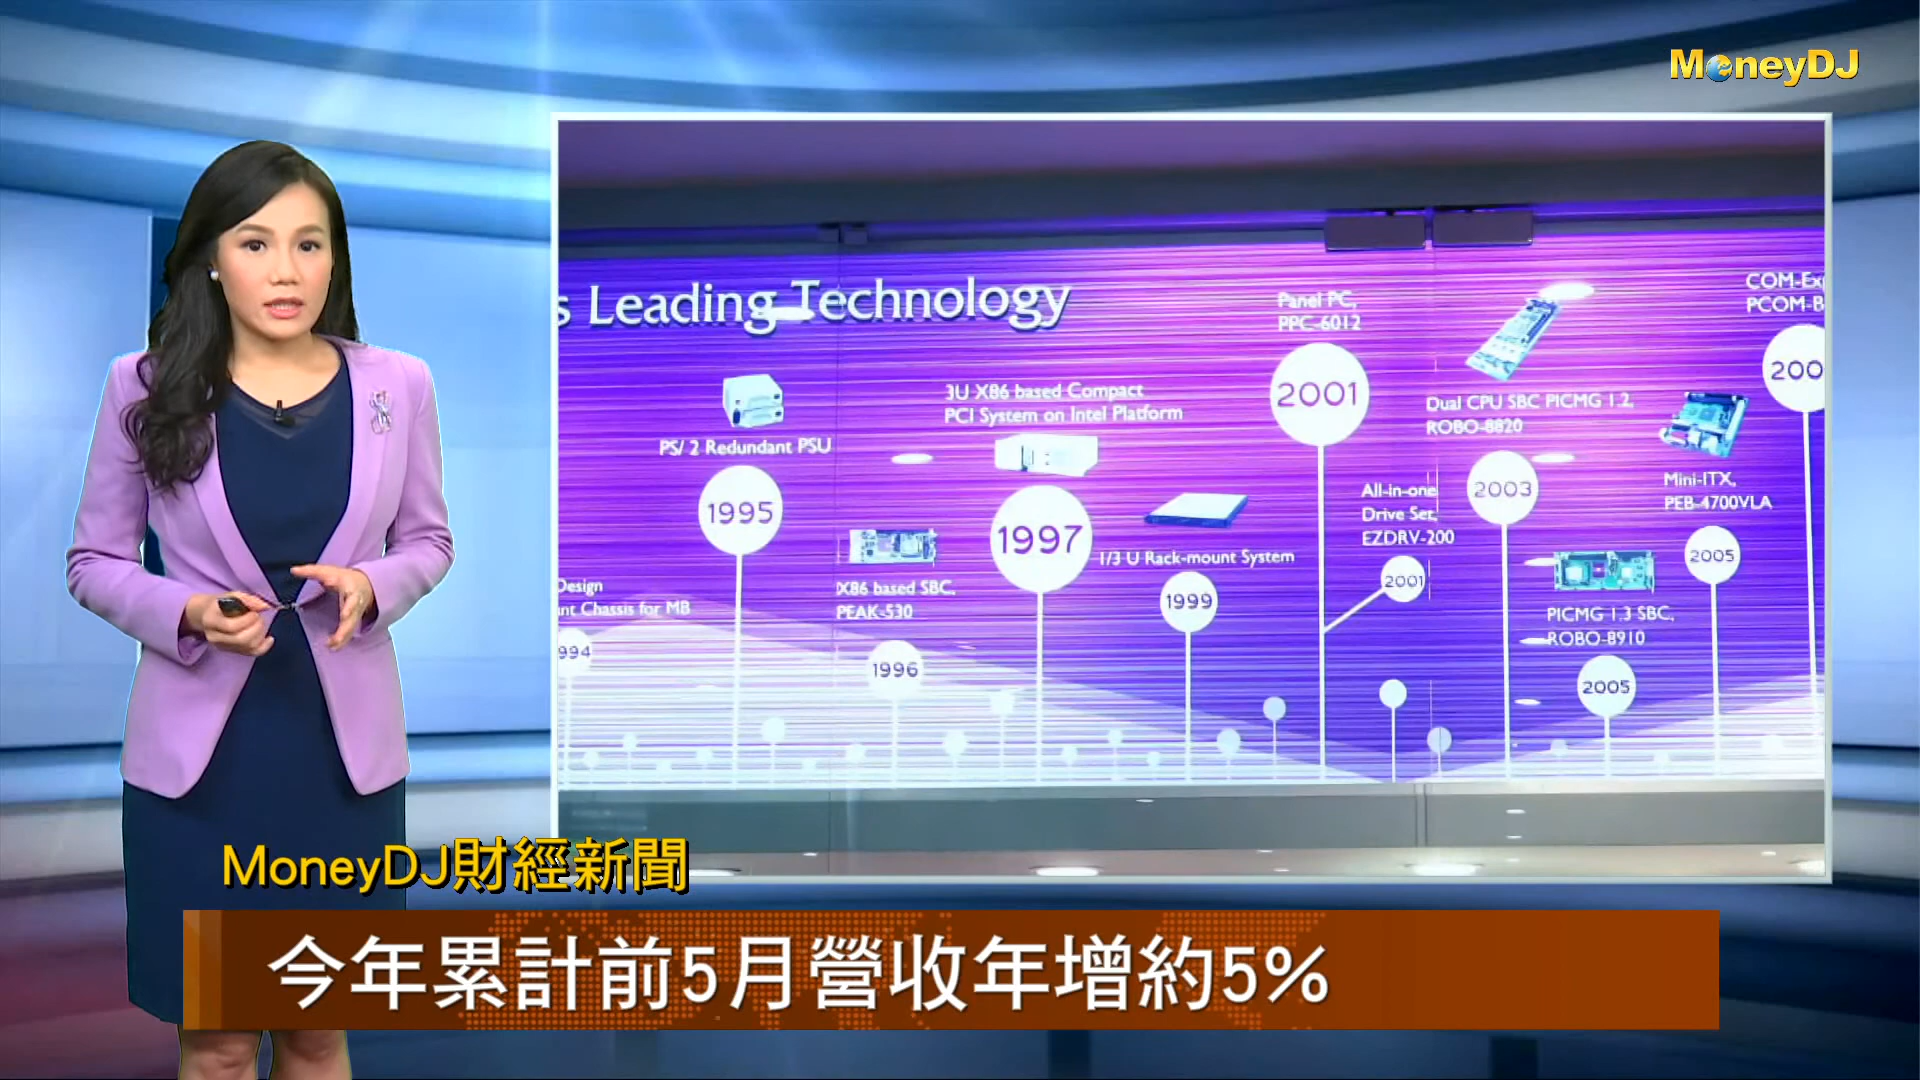 MoneyDJ
s Leading Technology
Panel PC,
PPC-6012
2001
COM-Ex
PCOM-B
200
3U X86 based Compact
PCI System on Intel Platform
1997
Dual CPU SBC PICMG 1.2,
ROBO-8820
2003
PS/ 2 Redundant PSU
1995
All-in-one
Drive Set,
EZDRV-200
2001
Mini-ITX,
PEB-4700VLA
2005
1/3 U Rack-mount System
1999
Design
nt Chassis for MB
994
X86 based SBC,
PEAK-530
1996
PICMG 1.3 SBC,
ROBO-8910
2005
MoneyDJ財經新聞
今年累計前5月營收年增約5%